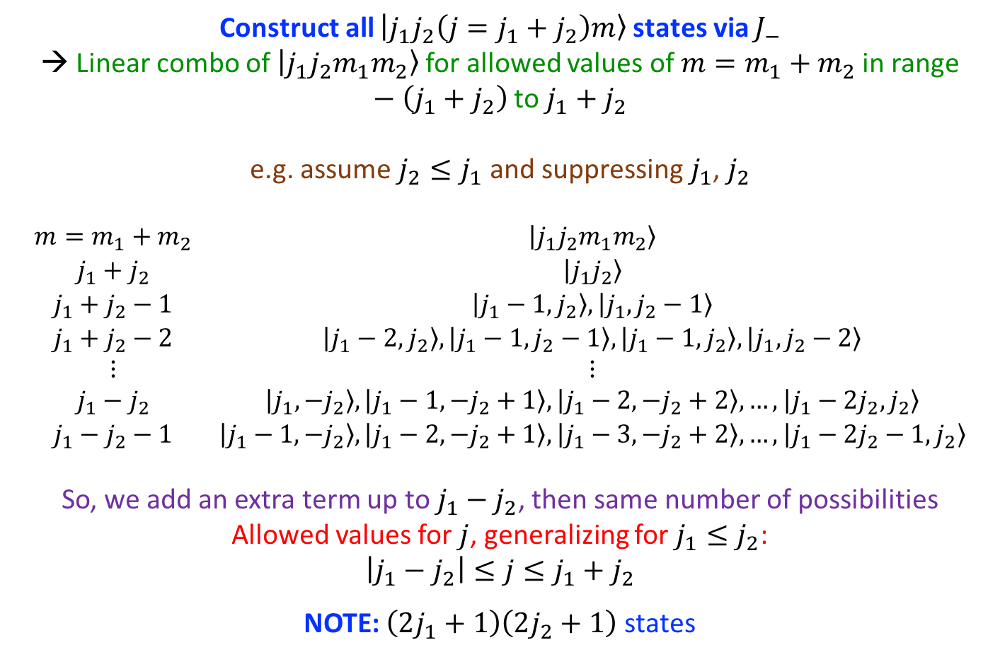 Construct all |j₁j₂(j = j₁ + j₂)m⟩ states via J₋
→ Linear combo of |j₁j₂m₁m₂⟩ for allowed values of m = m₁ + m₂ in range
− (j₁ + j₂) to j₁ + j₂
e.g. assume j₂ ≤ j₁ and suppressing j₁, j₂
m = m₁ + m₂ |j₁j₂m₁m₂⟩
j₁ + j₂ |j₁j₂⟩
j₁ + j₂ − 1 |j₁ − 1, j₂⟩, |j₁, j₂ − 1⟩
j₁ + j₂ − 2 |j₁ − 2, j₂⟩, |j₁ − 1, j₂ − 1⟩, |j₁ − 1, j₂⟩, |j₁, j₂ − 2⟩
⋮ ⋮
j₁ − j₂ |j₁, −j₂⟩, |j₁ − 1, −j₂ + 1⟩, |j₁ − 2, −j₂ + 2⟩, … , |j₁ − 2j₂, j₂⟩
j₁ − j₂ − 1 |j₁ − 1, −j₂⟩, |j₁ − 2, −j₂ + 1⟩, |j₁ − 3, −j₂ + 2⟩, … , |j₁ − 2j₂ − 1, j₂⟩
So, we add an extra term up to j₁ − j₂, then same number of possibilities
Allowed values for j, generalizing for j₁ ≤ j₂:
|j₁ − j₂| ≤ j ≤ j₁ + j₂
NOTE: (2j₁ + 1)(2j₂ + 1) states